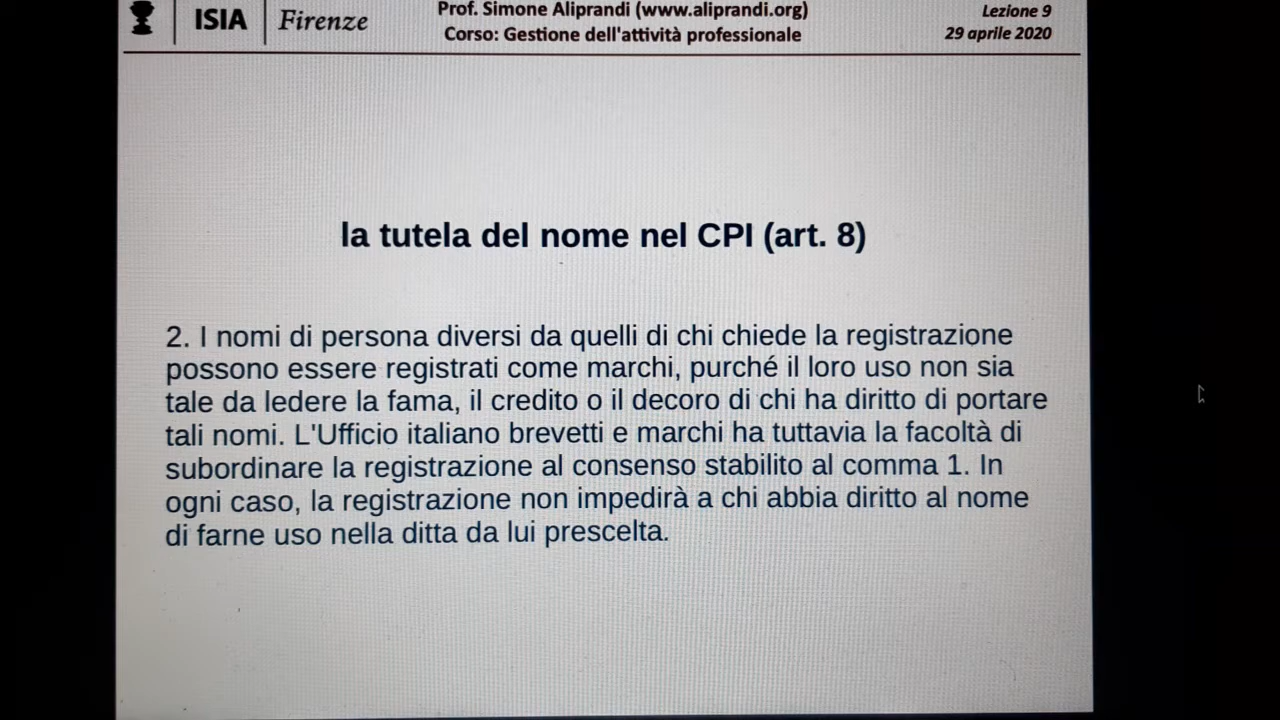 ISIA Firenze
Prof. Simone Aliprandi (www.aliprandi.org)
Corso: Gestione dell'attività professionale
Lezione 9
29 aprile 2020
la tutela del nome nel CPI (art. 8)
2. I nomi di persona diversi da quelli di chi chiede la registrazione
possono essere registrati come marchi, purché il loro uso non sia
tale da ledere la fama, il credito o il decoro di chi ha diritto di portare
tali nomi. L'Ufficio italiano brevetti e marchi ha tuttavia la facoltà di
subordinare la registrazione al consenso stabilito al comma 1. In
ogni caso, la registrazione non impedirà a chi abbia diritto al nome
di farne uso nella ditta da lui prescelta.